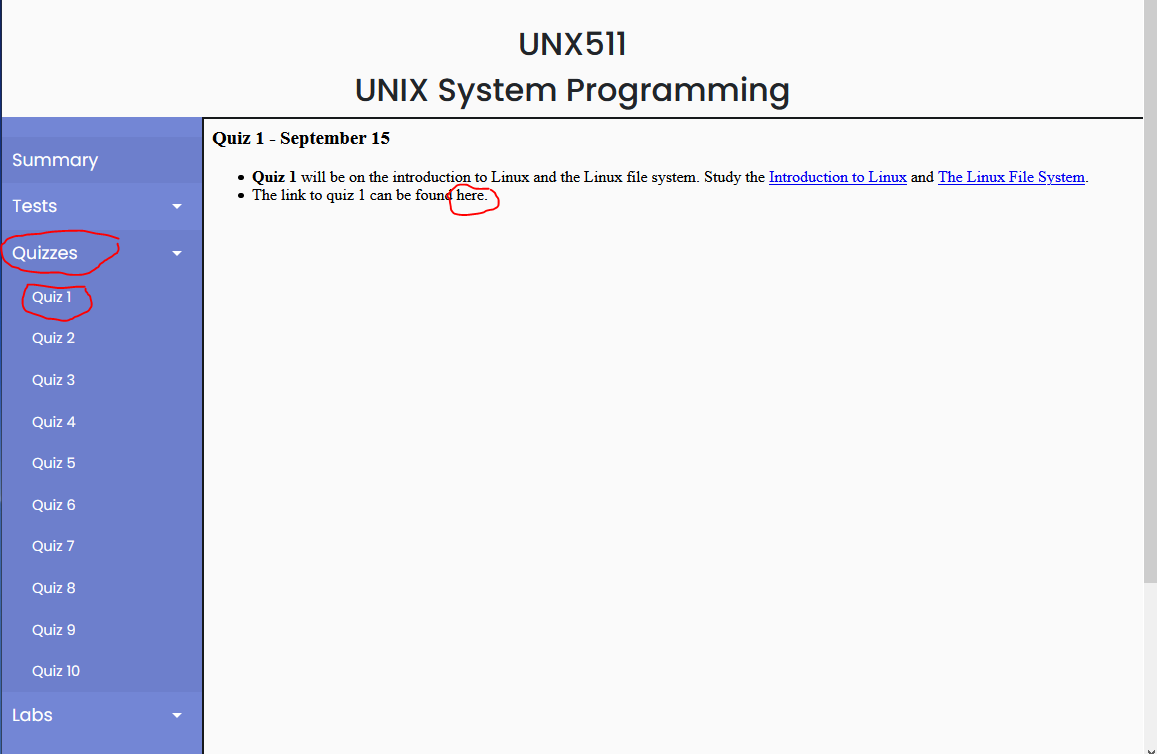 UNX511
UNIX System Programming
Summary
Tests
Quizzes
Quiz 1
Quiz 2
Quiz 3
Quiz 4
Quiz 5
Quiz 6
Quiz 7
Quiz 8
Quiz 9
Quiz 10
Labs
Quiz 1 - September 15
Quiz 1 will be on the introduction to Linux and the Linux file system. Study the Introduction to Linux and The Linux File System.
The link to quiz 1 can be found here.